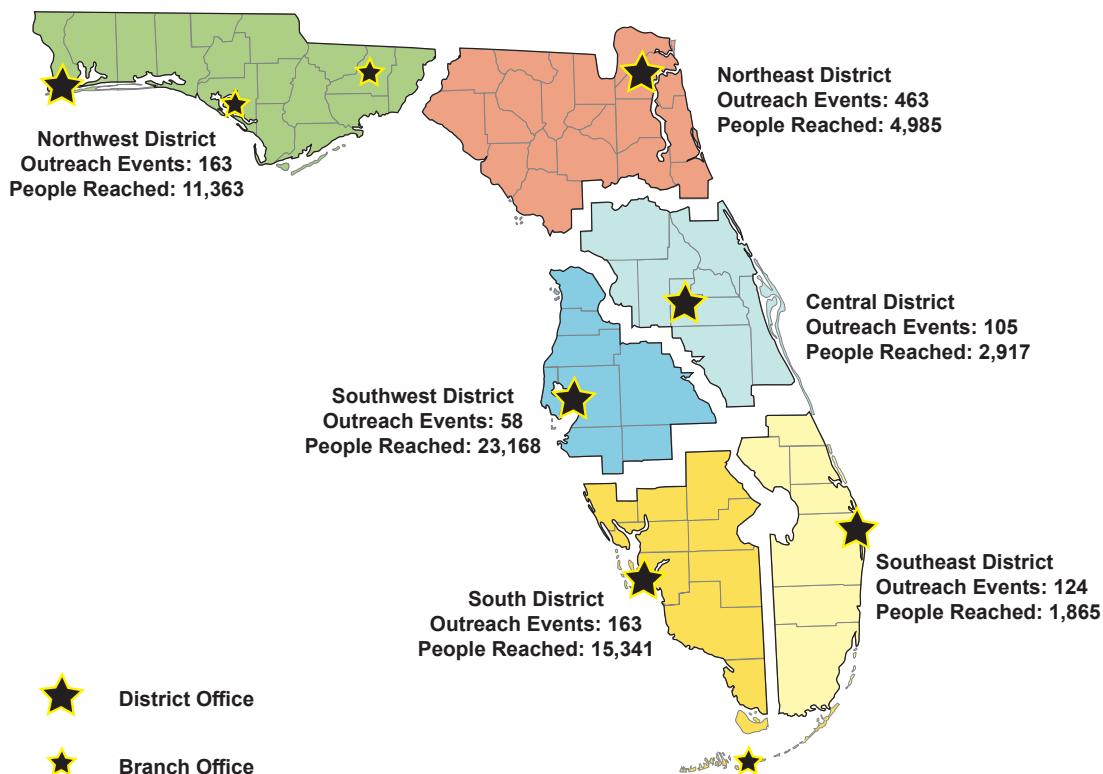 Northwest District
Outreach Events: 163
People Reached: 11,363
Northeast District
Outreach Events: 463
People Reached: 4,985
Central District
Outreach Events: 105
People Reached: 2,917
Southwest District
Outreach Events: 58
People Reached: 23,168
Southeast District
Outreach Events: 124
People Reached: 1,865
South District
Outreach Events: 163
People Reached: 15,341
District Office
Branch Office